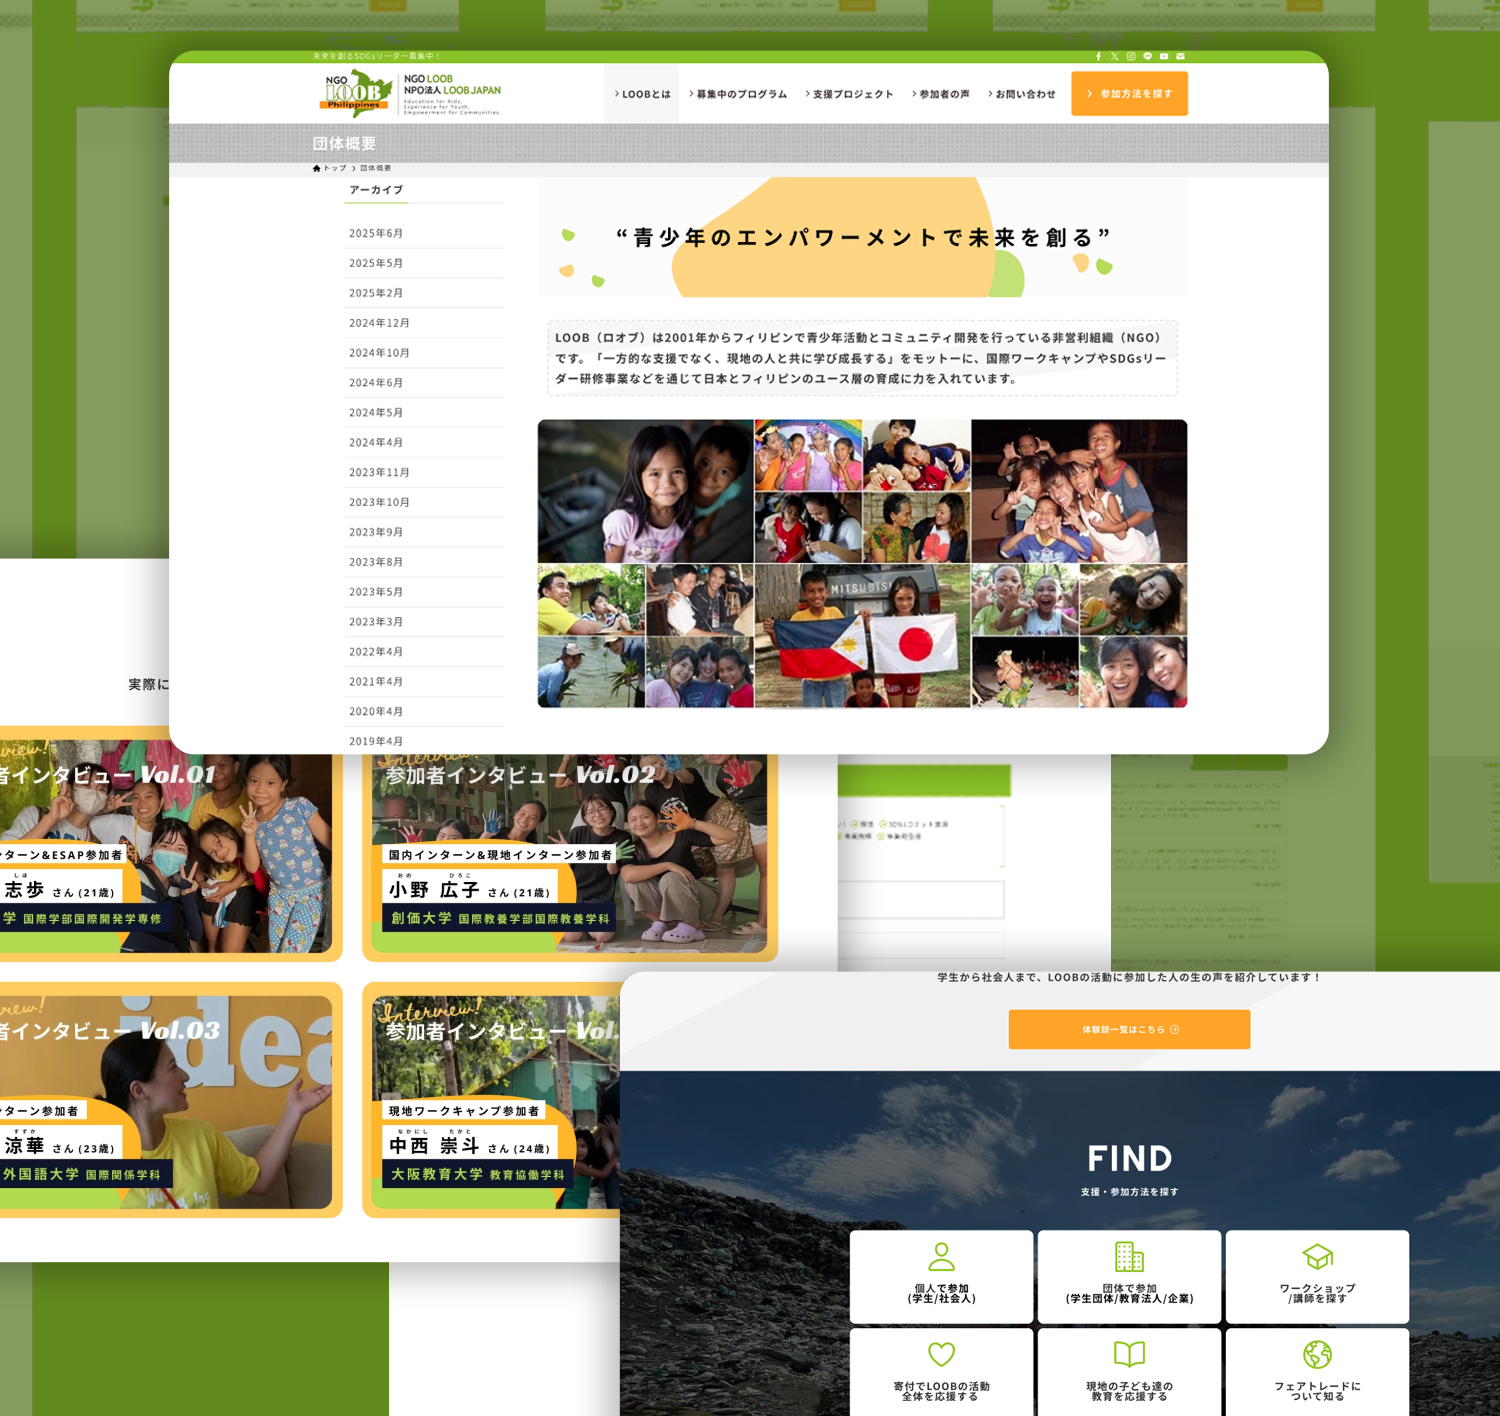 未来を創るSDGsリーダー募集中！
NGO
LOOB
Philippines
NGO LOOB
NPO法人 LOOB JAPAN
Education for Kids,
Experience for Youth,
Empowerment for Communities.
LOOBとは
募集中のプログラム
支援プロジェクト
参加者の声
お問い合わせ
参加方法を探す
団体概要
トップ 団体概要
アーカイブ
2025年6月
2025年5月
2025年2月
2024年12月
2024年10月
2024年6月
2024年5月
2024年4月
2023年11月
2023年10月
2023年9月
2023年8月
2023年5月
2023年3月
2022年4月
2021年4月
2020年4月
2019年4月
“青少年のエンパワーメントで未来を創る”
LOOB（ロオブ）は2001年からフィリピンで青少年活動とコミュニティ開発を行っている非営利組織（NGO）
です。「一方的な支援でなく、現地の人と共に学び成長する」をモットーに、国際ワークキャンプやSDGsリー
ダー研修事業などを通じて日本とフィリピンのユース層の育成に力を入れています。
MITSUBISHI
実際に
view!
者インタビュー Vol.01
ターン&ESAP参加者
しほ
志歩 さん (21歳)
学 国際学部国際開発学専修
Interview!
参加者インタビュー Vol.02
国内インターン&現地インターン参加者
おの ひろこ
小野 広子 さん (21歳)
創価大学 国際教養学部国際教養学科
view!
者インタビュー Vol.03
idea
ターン参加者
すずか
涼華 さん (23歳)
外国語大学 国際関係学科
Interview!
参加者インタビュー Vol.
現地ワークキャンプ参加者
なかにし たかと
中西 崇斗 さん (24歳)
大阪教育大学 教育協働学科
学生から社会人まで、LOOBの活動に参加した人の生の声を紹介しています！
体験談一覧はこちら
FIND
支援・参加方法を探す
個人で参加
(学生/社会人)
団体で参加
(学生団体/教育法人/企業)
ワークショップ
/講師を探す
寄付でLOOBの活動
全体を応援する
現地の子ども達の
教育を応援する
フェアトレードに
ついて知る